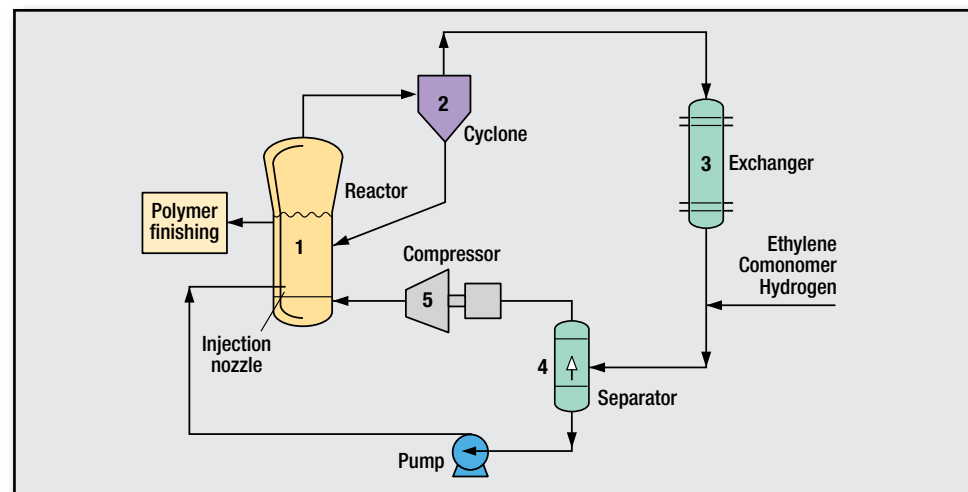 2
Cyclone
Reactor
3
Exchanger
Polymer
finishing
1
Ethylene
Comonomer
Hydrogen
Compressor
5
Injection
nozzle
4
Separator
Pump